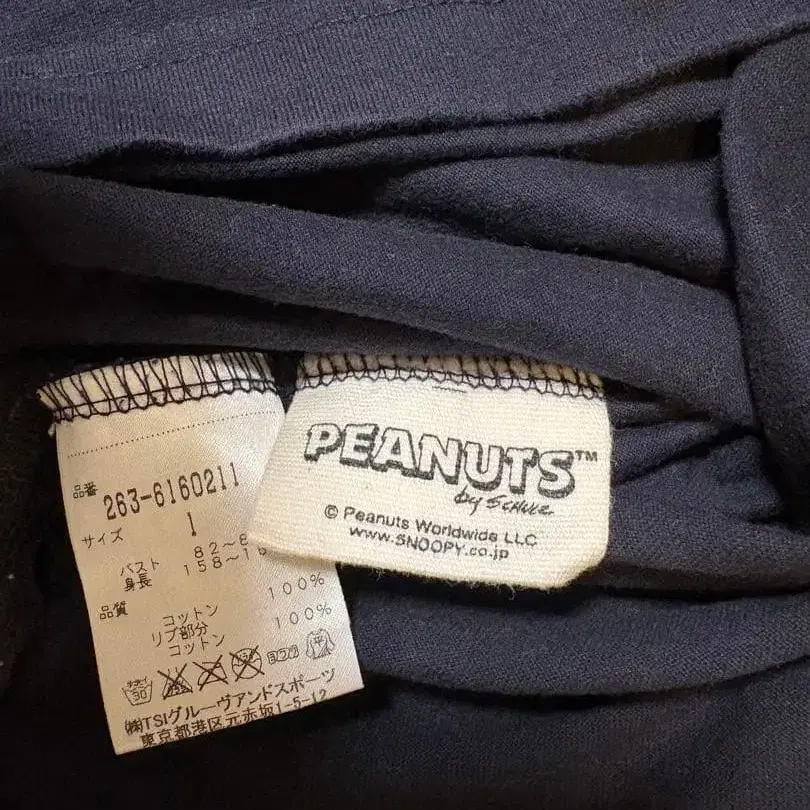 品番
263-6160211
サイズ
1
バスト 82～8
身長 158～16
品質
100%
コットン
リブ部分 100%
コットン
30
(株)TSIグルーヴアンドスポーツ
東京都港区元赤坂1-5-12
PEANUTS™
by SCHULZ
© Peanuts Worldwide LLC
www.SNOOPY.co.jp